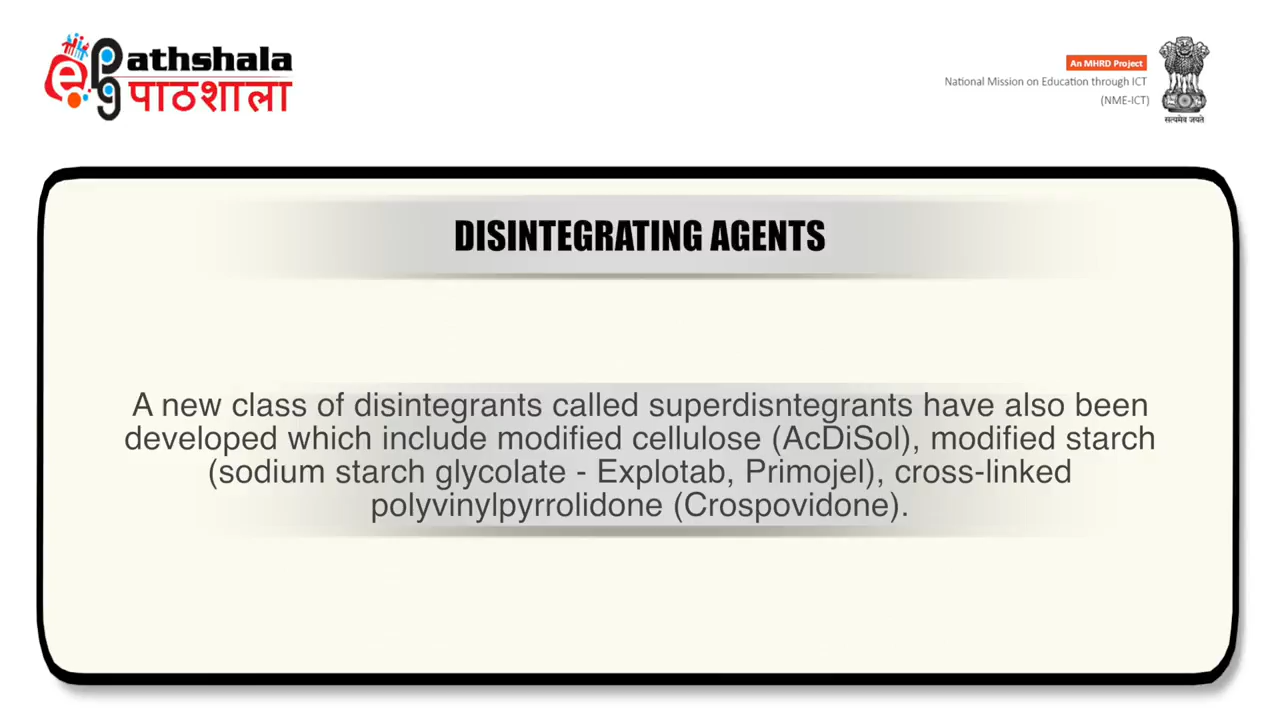 e pg Pathshala
पाठशाला
An MHRD Project
National Mission on Education through ICT
(NME-ICT)
सत्यमेव जयते
DISINTEGRATING AGENTS
A new class of disintegrants called superdisntegrants have also been
developed which include modified cellulose (AcDiSol), modified starch
(sodium starch glycolate - Explotab, Primojel), cross-linked
polyvinylpyrrolidone (Crospovidone).